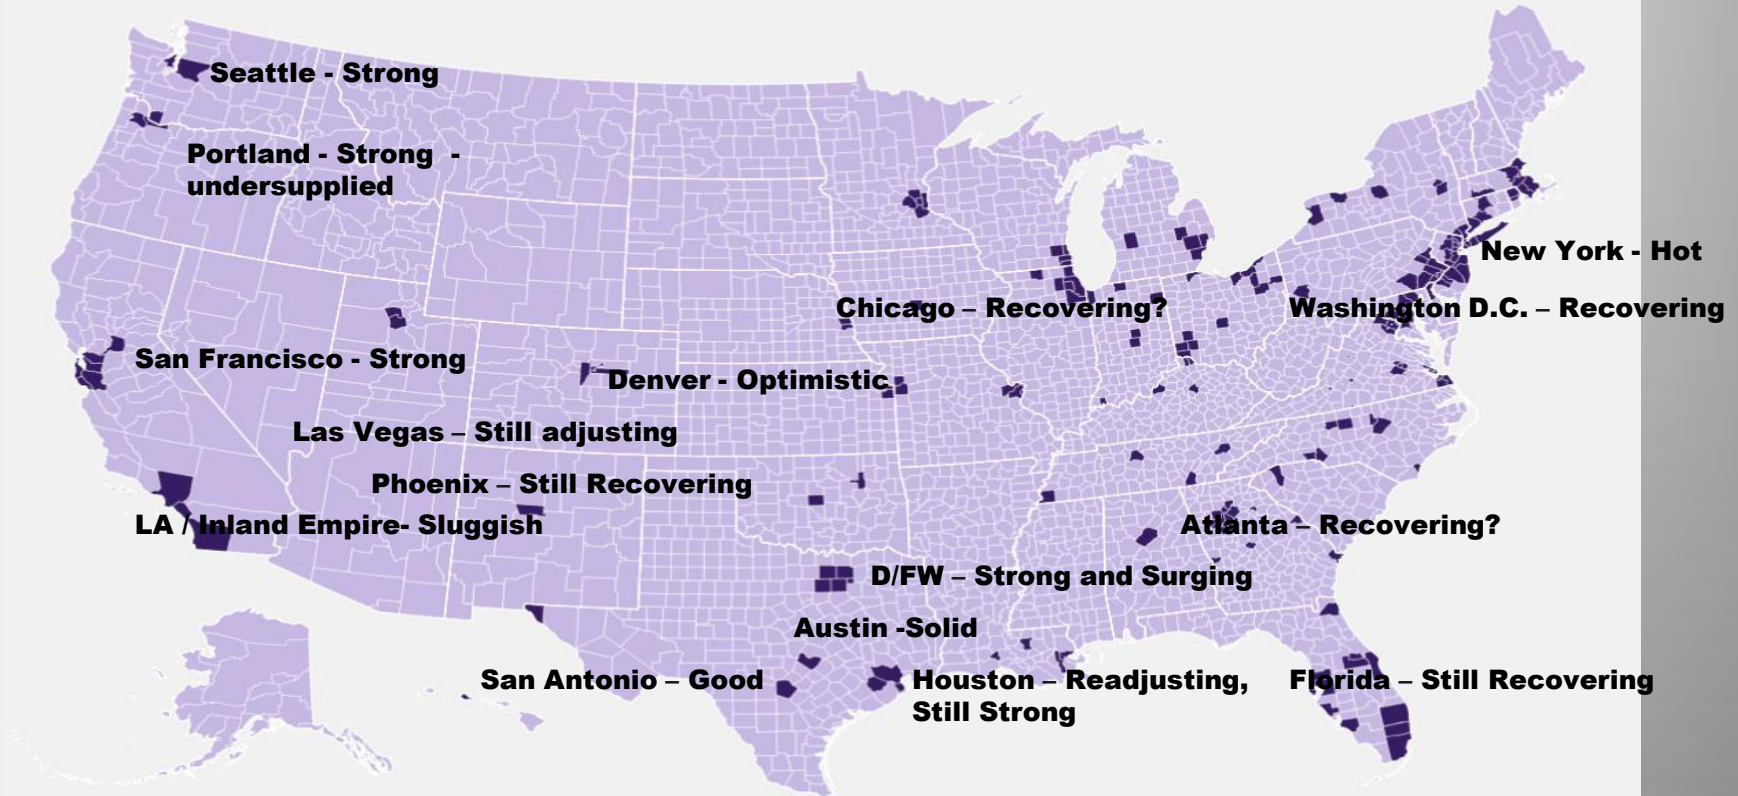 Seattle - Strong
Portland - Strong -
undersupplied
New York - Hot
Chicago – Recovering?
Washington D.C. – Recovering
San Francisco - Strong
Denver - Optimistic
Las Vegas – Still adjusting
Phoenix – Still Recovering
LA / Inland Empire- Sluggish
Atlanta – Recovering?
D/FW – Strong and Surging
Austin -Solid
San Antonio – Good
Houston – Readjusting,
Still Strong
Florida – Still Recovering